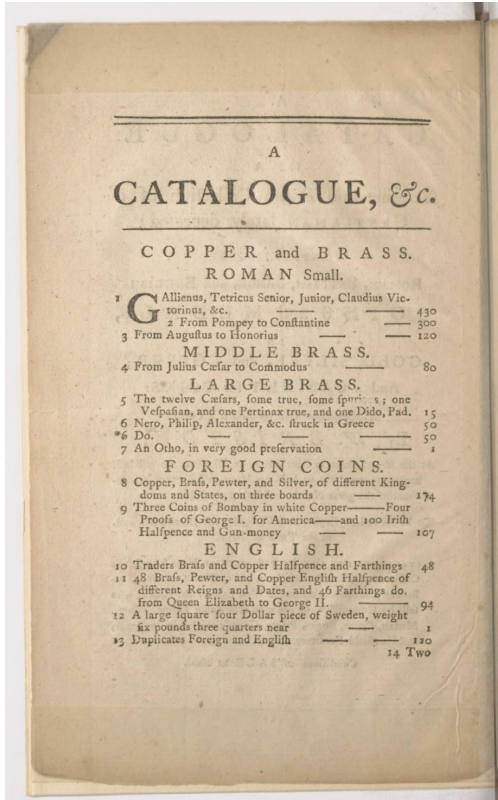 A
CATALOGUE, &c.
COPPER and BRASS.
ROMAN Small.
1 GAllienus, Tetricus Senior, Junior, Claudius Vic-
torinus, &c. —— —— 430
2 From Pompey to Conſtantine —— 300
3 From Auguſtus to Honorius —— —— 120
MIDDLE BRASS.
4 From Julius Cæſar to Commodus —— 80
LARGE BRASS.
5 The twelve Cæſars, ſome true, ſome ſpurious; one
Veſpaſian, and one Pertinax true, and one Dido, Pad. 15
6 Nero, Philip, Alexander, &c. ſtruck in Greece 50
*6 Do. —— —— —— 50
7 An Otho, in very good preſervation —— 1
FOREIGN COINS.
8 Copper, Braſs, Pewter, and Silver, of different King-
doms and States, on three boards —— 174
9 Three Coins of Bombay in white Copper——Four
Proofs of George I. for America——and 100 Iriſh
Halfpence and Gun-money —— —— 107
ENGLISH.
10 Traders Braſs and Copper Halfpence and Farthings 48
11 48 Braſs, Pewter, and Copper Engliſh Halfpence of
different Reigns and Dates, and 46 Farthings do.
from Queen Elizabeth to George II. —— 94
12 A large ſquare four Dollar piece of Sweden, weight
ſix pounds three quarters near —— 1
13 Duplicates Foreign and Engliſh —— —— 120
14 Two